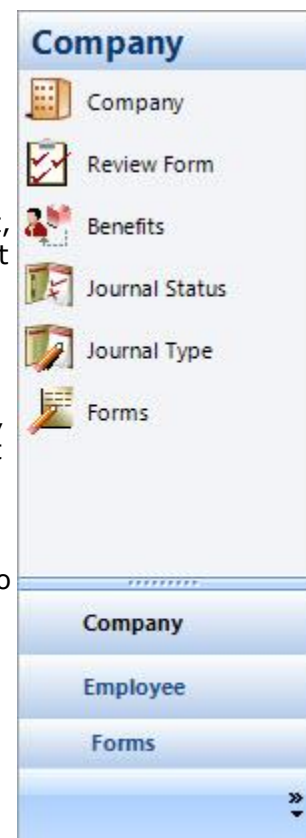 Company
Company
Review Form
Benefits
Journal Status
Journal Type
Forms
Company
Employee
Forms